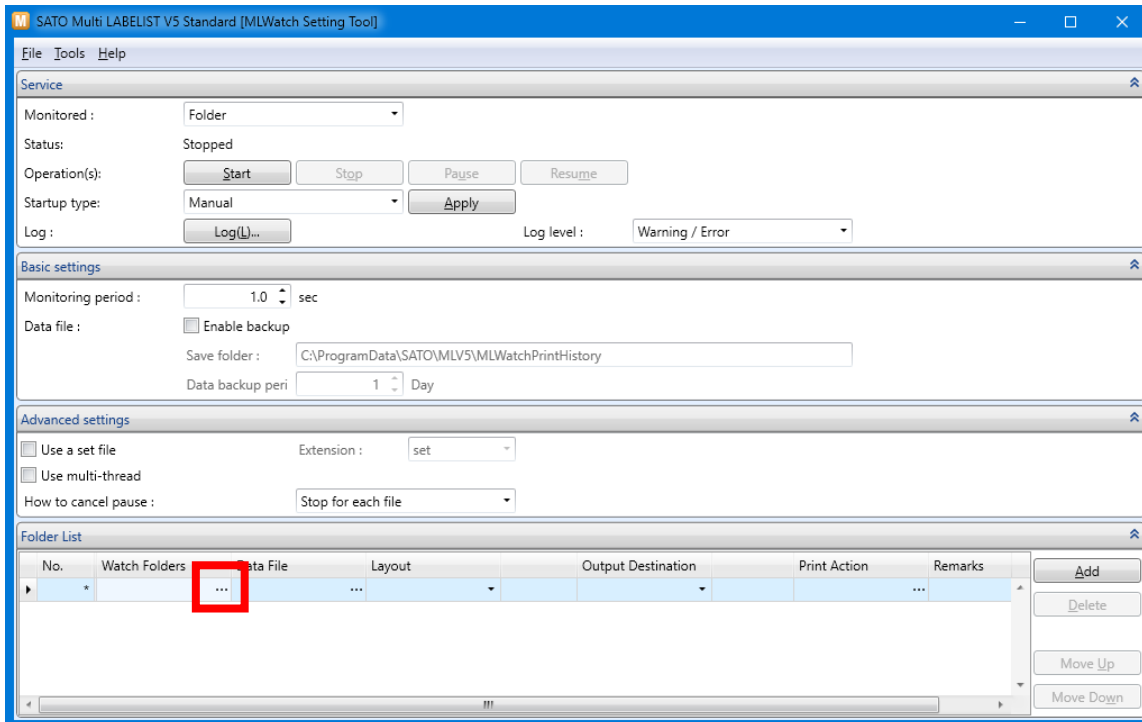 SATO Multi LABELIST V5 Standard [MLWatch Setting Tool]
File Tools Help
Service
Monitored : Folder
Status: Stopped
Operation(s): Start Stop Pause Resume
Startup type: Manual Apply
Log : Log(L)... Log level : Warning / Error
Basic settings
Monitoring period : 1.0 sec
Data file : Enable backup
Save folder : C:\ProgramData\SATO\MLV5\MLWatchPrintHistory
Data backup peri 1 Day
Advanced settings
Use a set file Extension : set
Use multi-thread
How to cancel pause : Stop for each file
Folder List
No. Watch Folders Data File Layout Output Destination Print Action Remarks Add
* ... ... ...
Delete
Move Up
Move Down